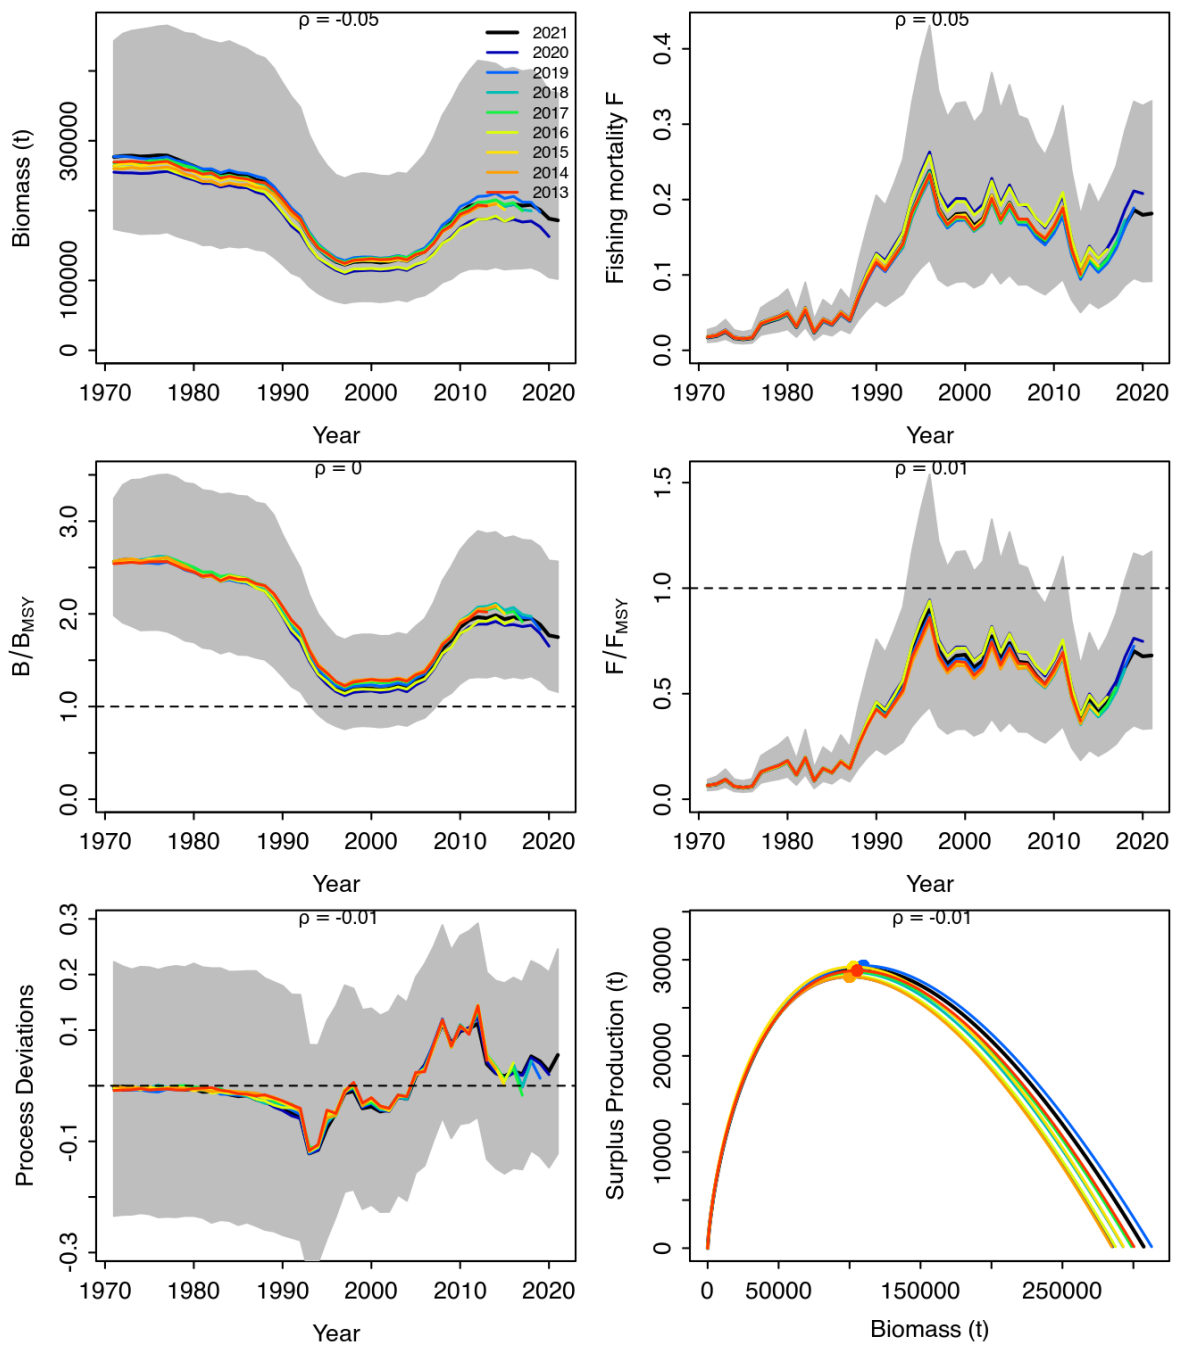 ρ = -0.05
2021
2020
2019
2018
2017
2016
2015
2014
2013
Biomass (t)
0 100000 300000
1970 1980 1990 2000 2010 2020
Year
ρ = 0.05
Fishing mortality F
0.0 0.1 0.2 0.3 0.4
1970 1980 1990 2000 2010 2020
Year
ρ = 0
B/BMSY
0.0 1.0 2.0 3.0
1970 1980 1990 2000 2010 2020
Year
ρ = 0.01
F/FMSY
0.0 0.5 1.0 1.5
1970 1980 1990 2000 2010 2020
Year
ρ = -0.01
Process Deviations
-0.3 -0.1 0.1 0.2 0.3
1970 1980 1990 2000 2010 2020
Year
ρ = -0.01
Surplus Production (t)
0 10000 20000 30000
0 50000 150000 250000
Biomass (t)